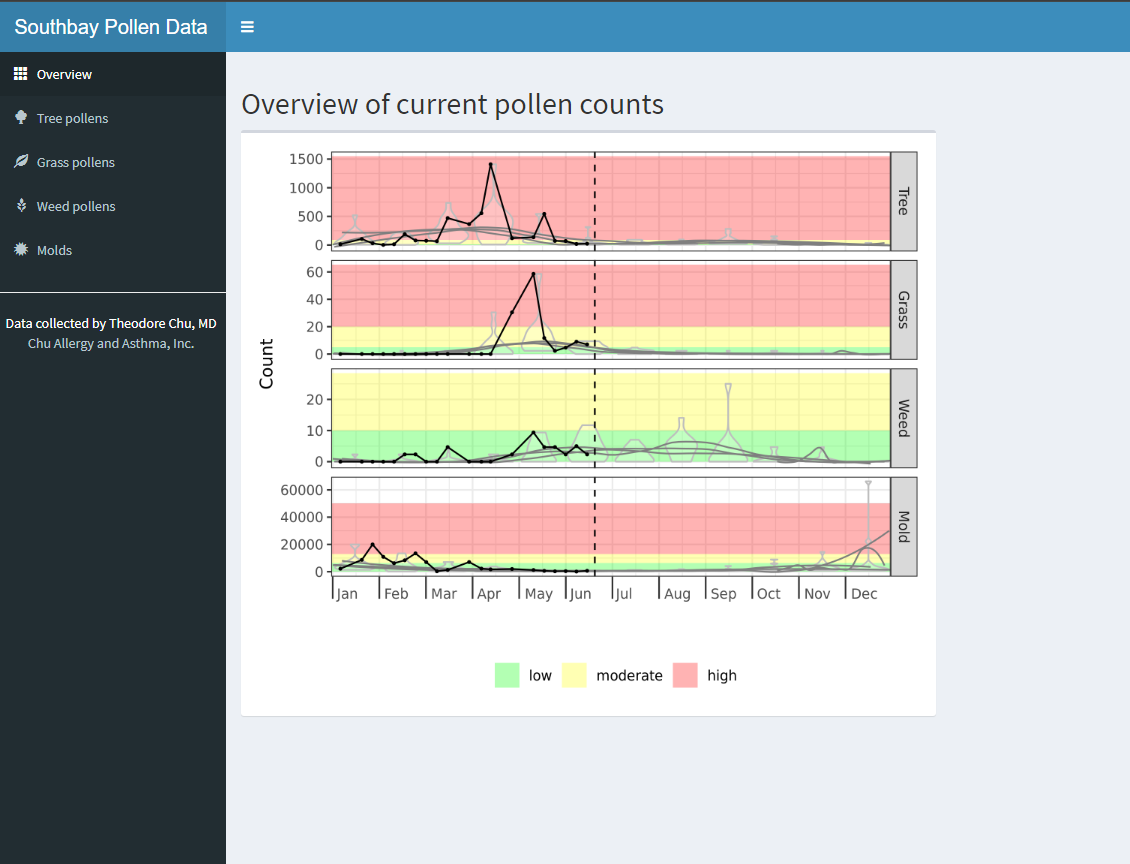 Southbay Pollen Data
Overview
Tree pollens
Grass pollens
Weed pollens
Molds
Data collected by Theodore Chu, MD
Chu Allergy and Asthma, Inc.
Overview of current pollen counts
Count
1500
1000
500
0
Tree
60
40
20
0
Grass
20
10
0
Weed
60000
40000
20000
0
Mold
Jan Feb Mar Apr May Jun Jul Aug Sep Oct Nov Dec
low moderate high